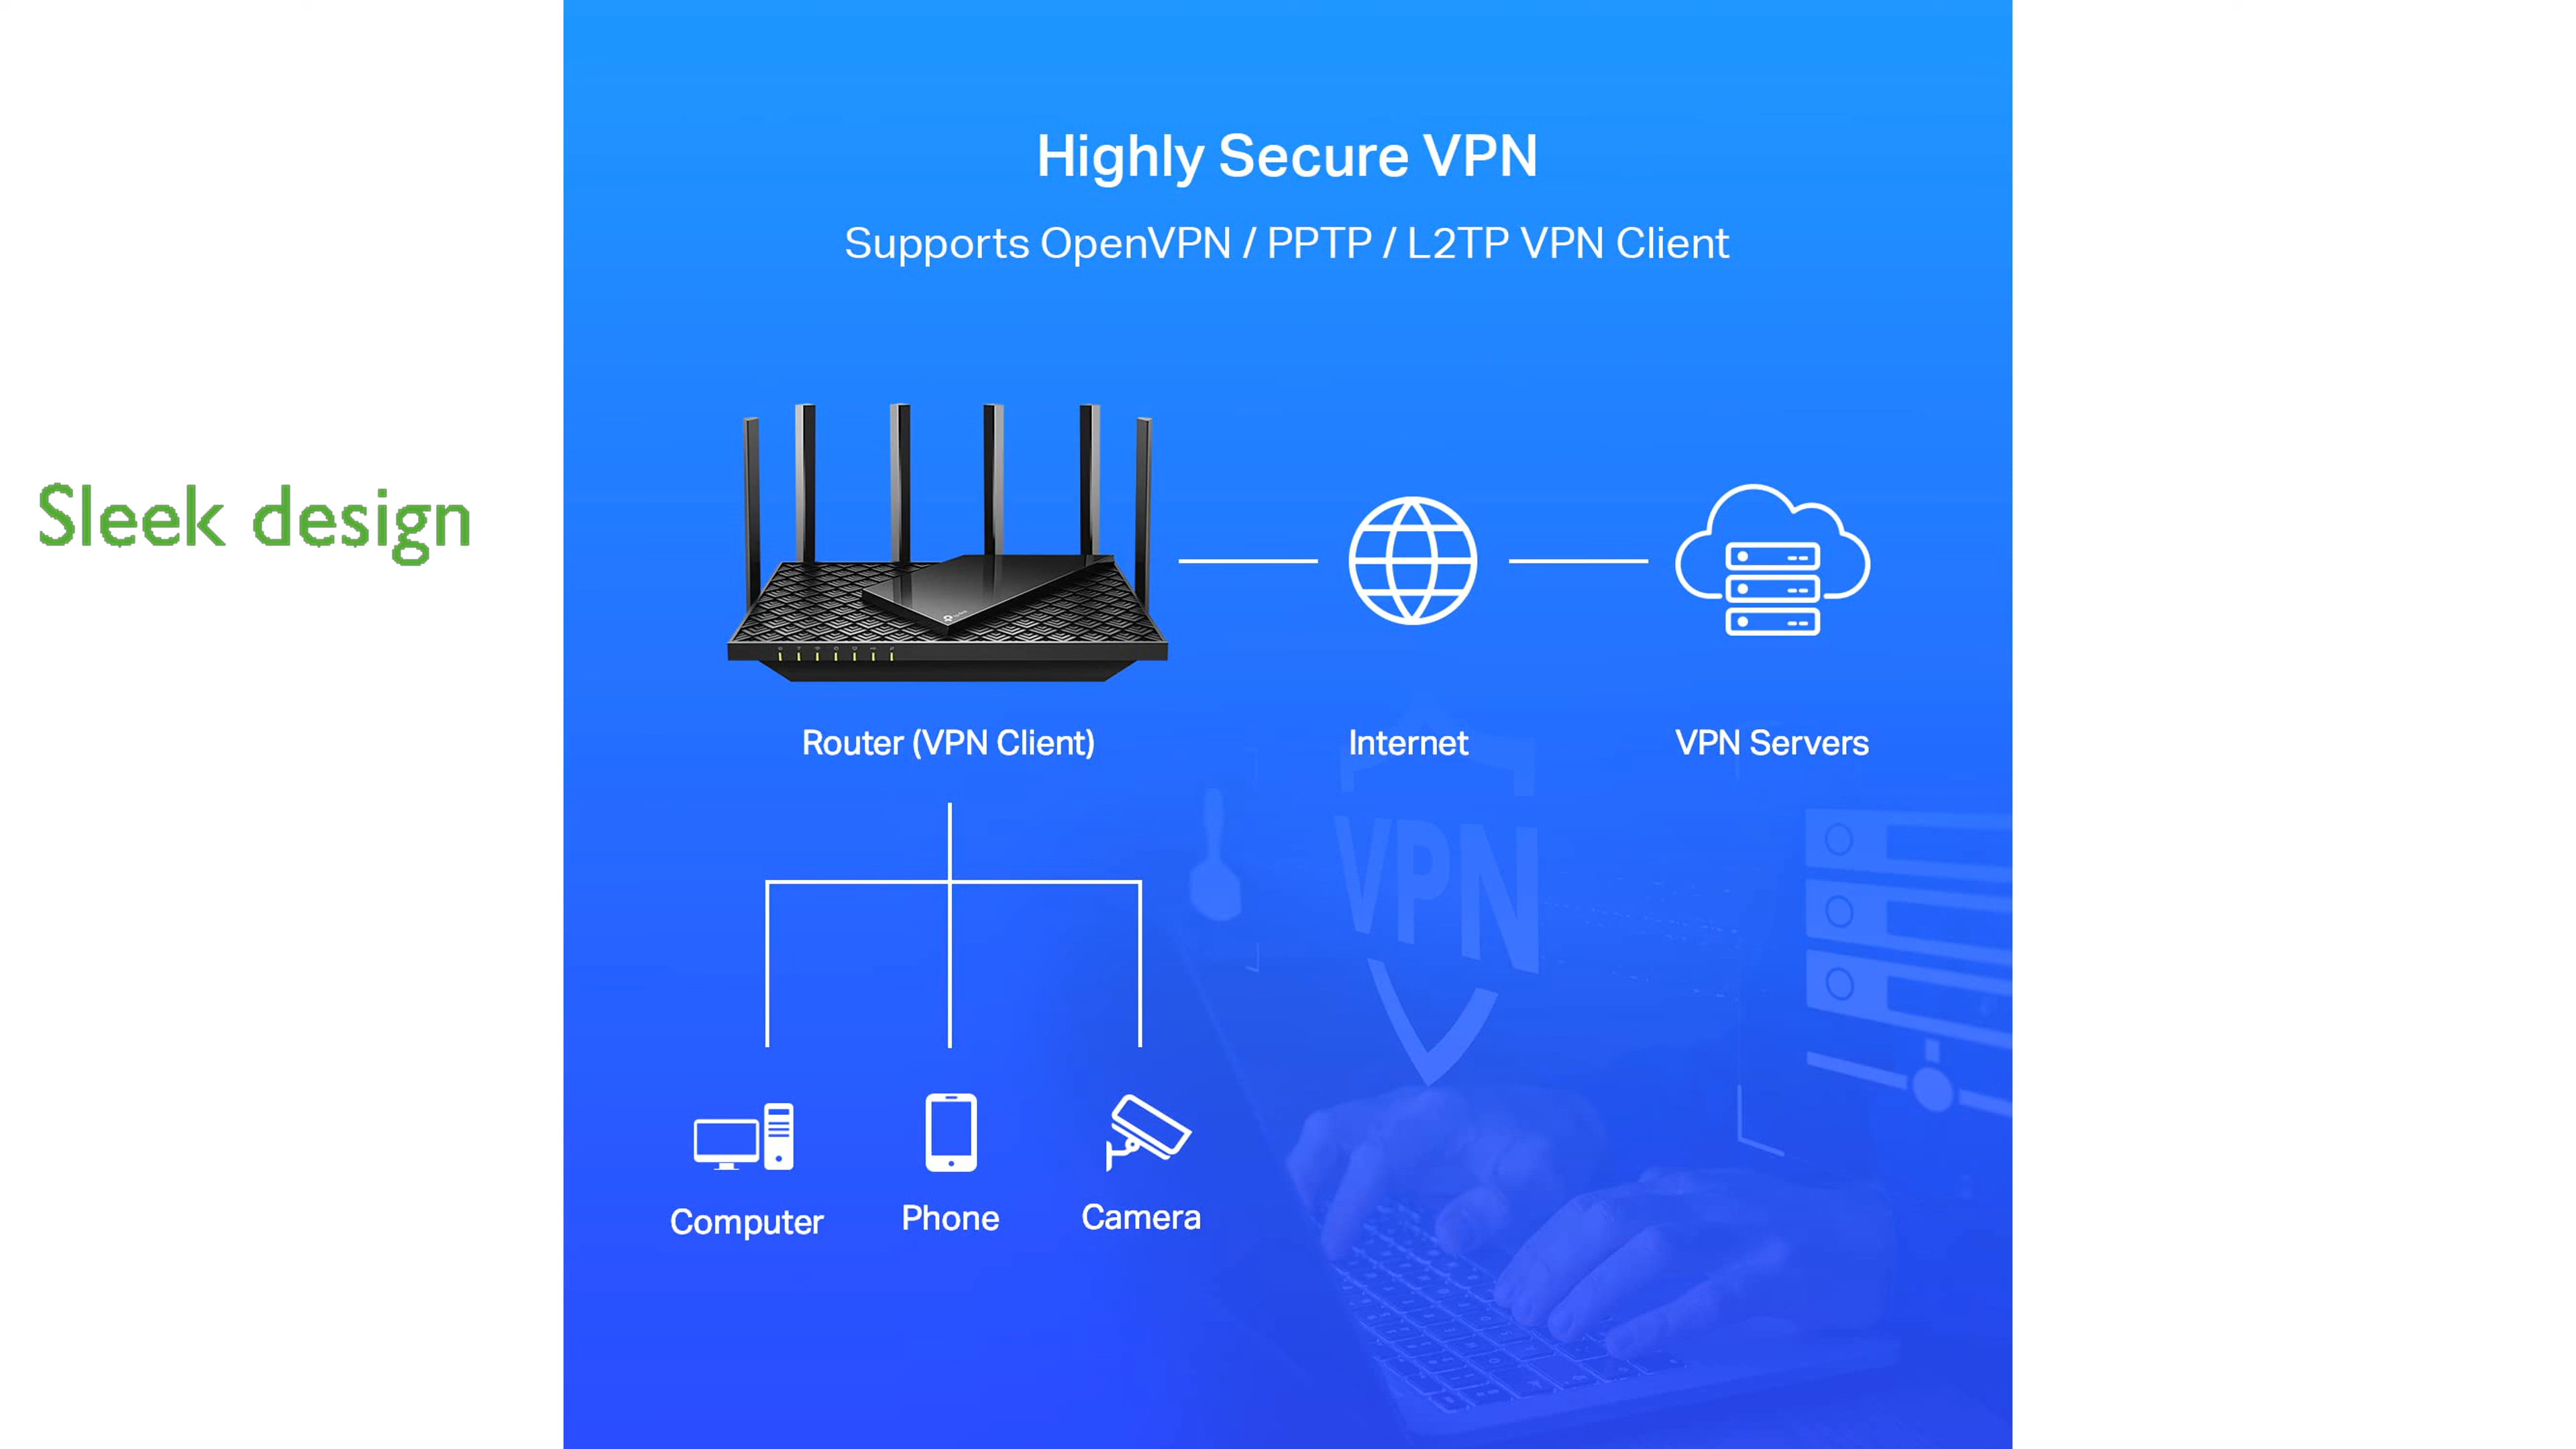 Highly Secure VPN
Supports OpenVPN / PPTP / L2TP VPN Client
Sleek design
Router (VPN Client)
Internet
VPN Servers
VPN
Computer
Phone
Camera